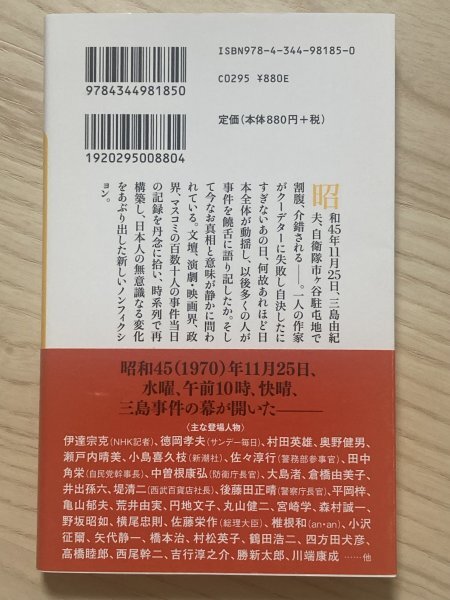 ISBN978-4-344-98185-0
C0295 ¥880E
定価(本体880円+税)
9784344981850
1920295008804
昭和45年11月25日、三島由紀
夫、自衛隊市ヶ谷駐屯地で
割腹、介錯される――。一人の作家
がクーデターに失敗し自決したに
すぎないあの日、何故あれほど日
本全体が動揺し、以後多くの人が
事件を饒舌に語り記したか。そし
て今なお真相と意味が静かに問わ
れている。文壇、演劇・映画界、政
界、マスコミの百数十人の事件当日
の記録を丹念に拾い、時系列で再
構築し、日本人の無意識なる変化
をあぶり出した新しいノンフィクシ
ョン。
昭和45(1970)年11月25日、
水曜、午前10時、快晴、
三島事件の幕が開いた―――
〈主な登場人物〉
伊達宗克(NHK記者)、徳岡孝夫(サンデー毎日)、村田英雄、奥野健男、
瀬戸内晴美、小島喜久枝(新潮社)、佐々淳行(警務部参事官)、田中
角栄(自民党幹事長)、中曽根康弘(防衛庁長官)、大島渚、倉橋由美子、
井出孫六、堤清二(西武百貨店社長)、後藤田正晴(警察庁長官)、平岡梓、
亀山郁夫、荒井由実、円地文子、丸山健二、宮崎学、森村誠一、
野坂昭如、横尾忠則、佐藤栄作(総理大臣)、椎根和(an・an)、小沢
征爾、矢代静一、橋本治、村松英子、鶴田浩二、四方田犬彦、
高橋睦郎、西尾幹二、吉行淳之介、勝新太郎、川端康成……他